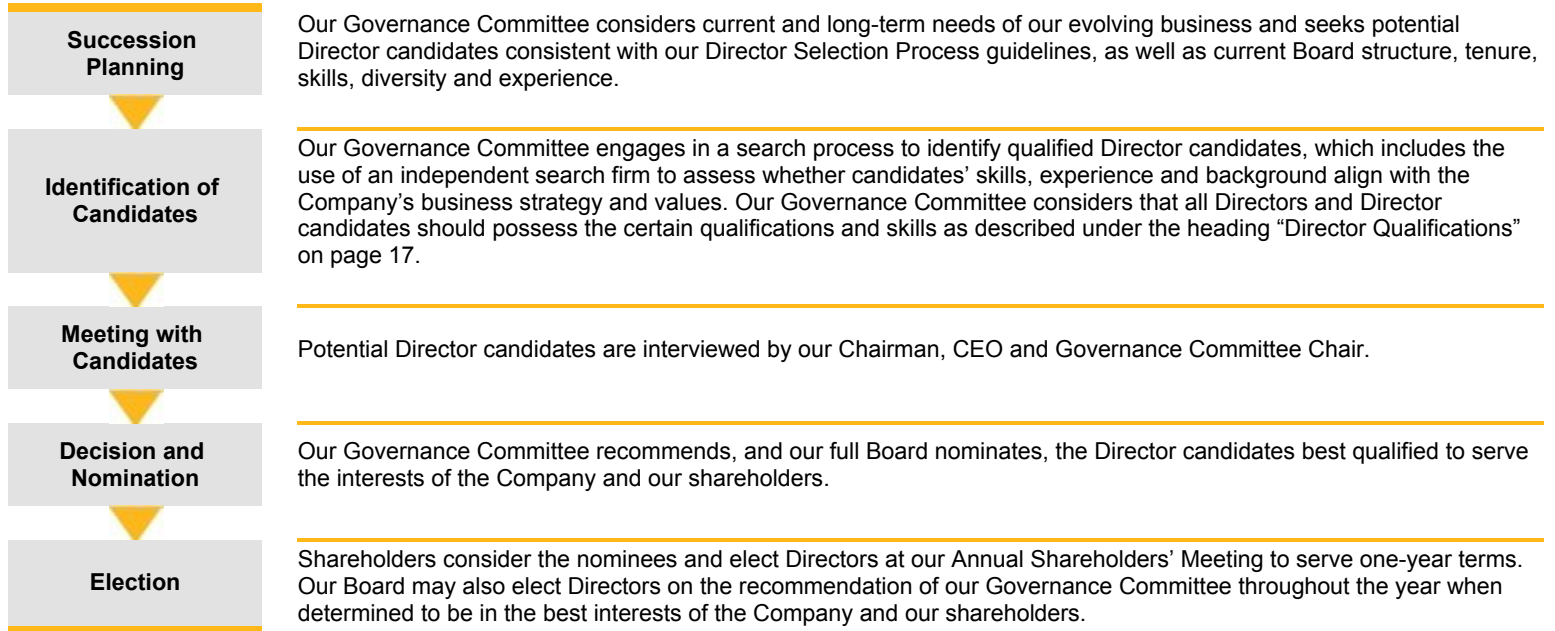 Succession
Planning
Our Governance Committee considers current and long-term needs of our evolving business and seeks potential
Director candidates consistent with our Director Selection Process guidelines, as well as current Board structure, tenure,
skills, diversity and experience.
Identification of
Candidates
Our Governance Committee engages in a search process to identify qualified Director candidates, which includes the
use of an independent search firm to assess whether candidates’ skills, experience and background align with the
Company’s business strategy and values. Our Governance Committee considers that all Directors and Director
candidates should possess the certain qualifications and skills as described under the heading “Director Qualifications”
on page 17.
Meeting with
Candidates
Potential Director candidates are interviewed by our Chairman, CEO and Governance Committee Chair.
Decision and
Nomination
Our Governance Committee recommends, and our full Board nominates, the Director candidates best qualified to serve
the interests of the Company and our shareholders.
Election
Shareholders consider the nominees and elect Directors at our Annual Shareholders’ Meeting to serve one-year terms.
Our Board may also elect Directors on the recommendation of our Governance Committee throughout the year when
determined to be in the best interests of the Company and our shareholders.